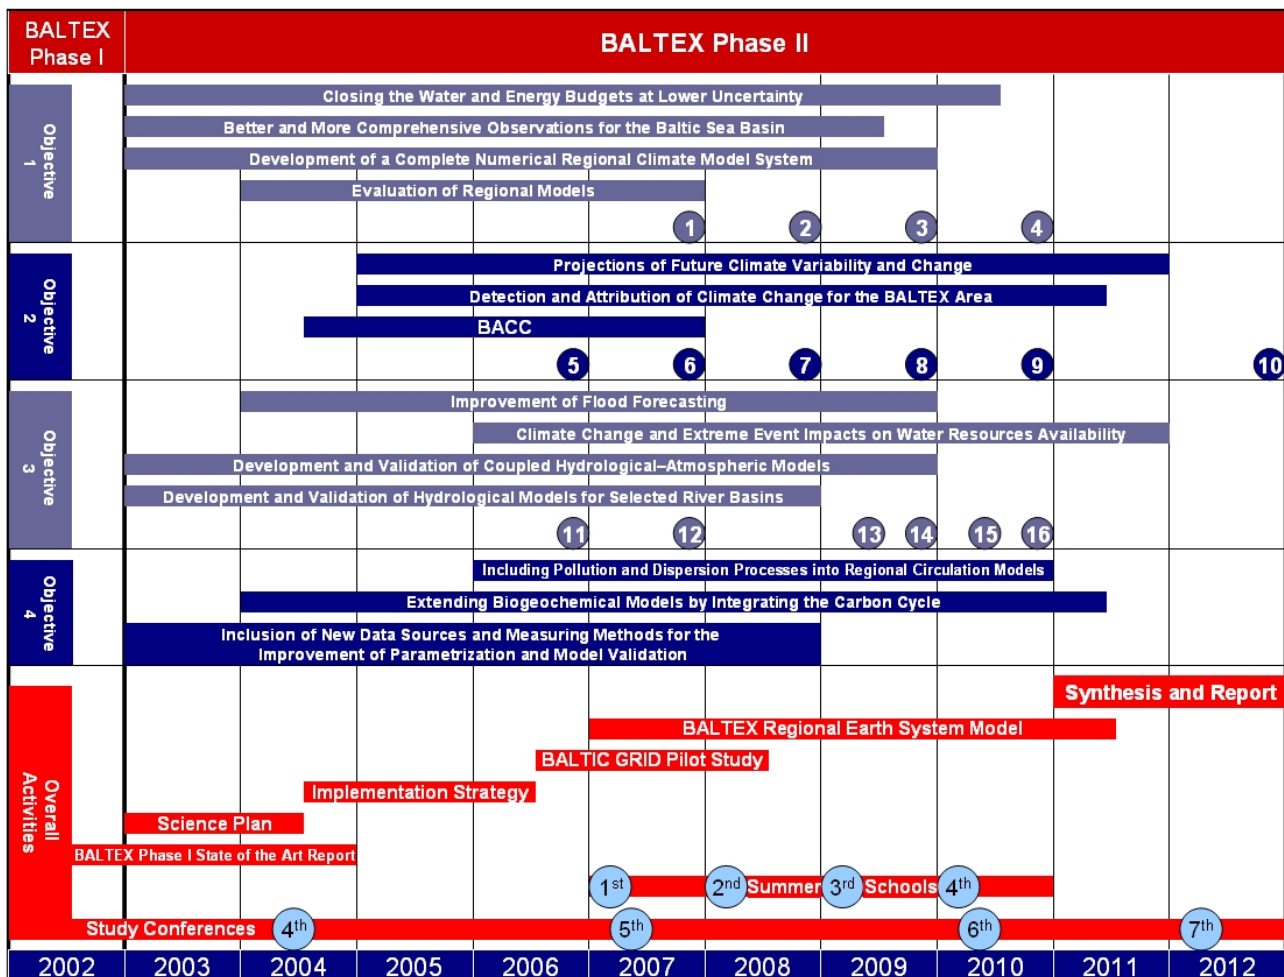 BALTEX
Phase I
BALTEX Phase II
Objective
1
Closing the Water and Energy Budgets at Lower Uncertainty
Better and More Comprehensive Observations for the Baltic Sea Basin
Development of a Complete Numerical Regional Climate Model System
Evaluation of Regional Models
1 2 3 4
Objective
2
Projections of Future Climate Variability and Change
Detection and Attribution of Climate Change for the BALTEX Area
BACC
5 6 7 8 9 10
Objective
3
Improvement of Flood Forecasting
Climate Change and Extreme Event Impacts on Water Resources Availability
Development and Validation of Coupled Hydrological–Atmospheric Models
Development and Validation of Hydrological Models for Selected River Basins
11 12 13 14 15 16
Objective
4
Including Pollution and Dispersion Processes into Regional Circulation Models
Extending Biogeochemical Models by Integrating the Carbon Cycle
Inclusion of New Data Sources and Measuring Methods for the
Improvement of Parametrization and Model Validation
Overall
Activities
Synthesis and Report
BALTEX Regional Earth System Model
BALTIC GRID Pilot Study
Implementation Strategy
Science Plan
BALTEX Phase I State of the Art Report
1st 2nd Summer 3rd Schools 4th
Study Conferences 4th 5th 6th 7th
2002 2003 2004 2005 2006 2007 2008 2009 2010 2011 2012